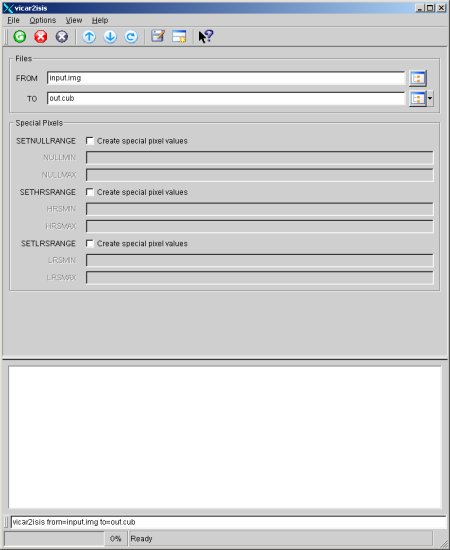 vicar2isis
File Options View Help
Files
FROM input.img
TO out.cub
Special Pixels
SETNULLRANGE Create special pixel values
NULLMIN
NULLMAX
SETHRSRANGE Create special pixel values
HRSMIN
HRSMAX
SETLRSRANGE Create special pixel values
LRSMIN
LRSMAX
vicar2isis from=input.img to=out.cub
0% Ready